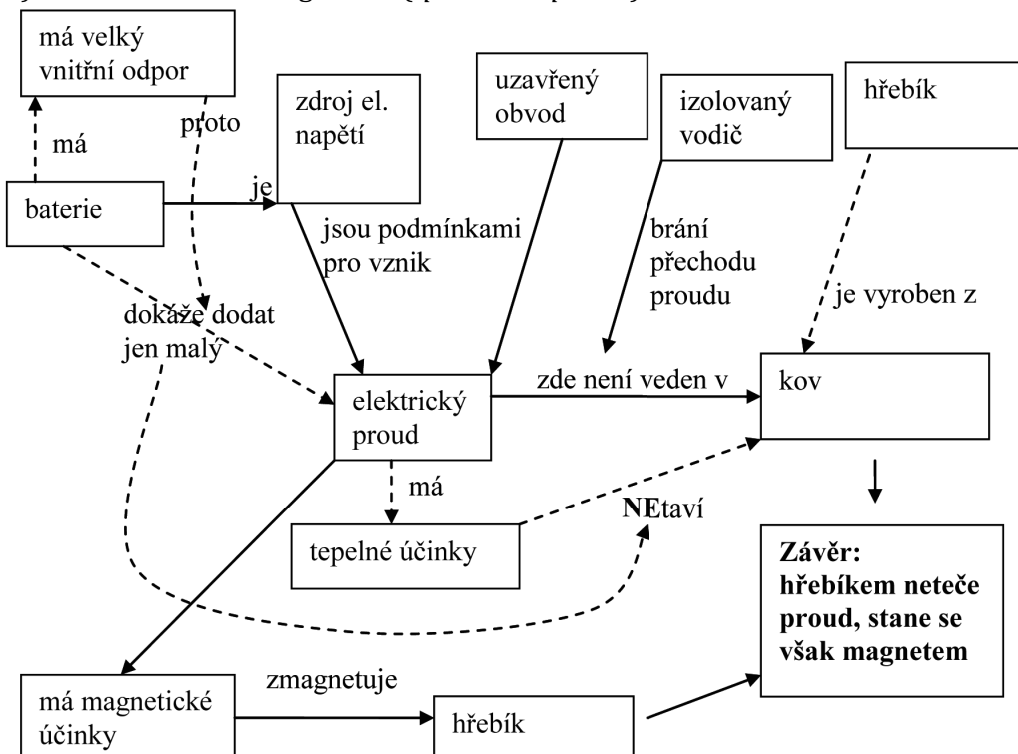 má velký
vnitřní odpor
zdroj el.
napětí
uzavřený
obvod
izolovaný
vodič
hřebík
proto
má
je
baterie
jsou podmínkami
pro vznik
brání
přechodu
proudu
je vyroben z
dokáže dodat
jen malý
zde není veden v
elektrický
proud
kov
má
NEtaví
tepelné účinky
Závěr:
hřebíkem neteče
proud, stane se
však magnetem
zmagnetuje
má magnetické
účinky
hřebík